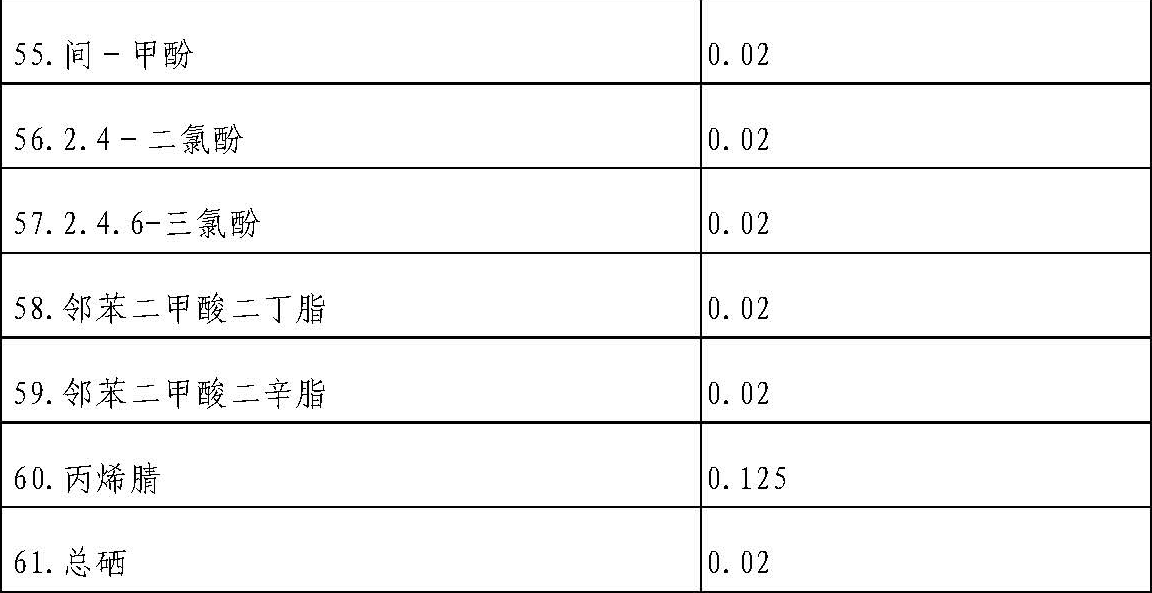 55.间－甲酚 0.02
56.2.4－二氯酚 0.02
57.2.4.6-三氯酚 0.02
58.邻苯二甲酸二丁脂 0.02
59.邻苯二甲酸二辛脂 0.02
60.丙烯腈 0.125
61.总硒 0.02